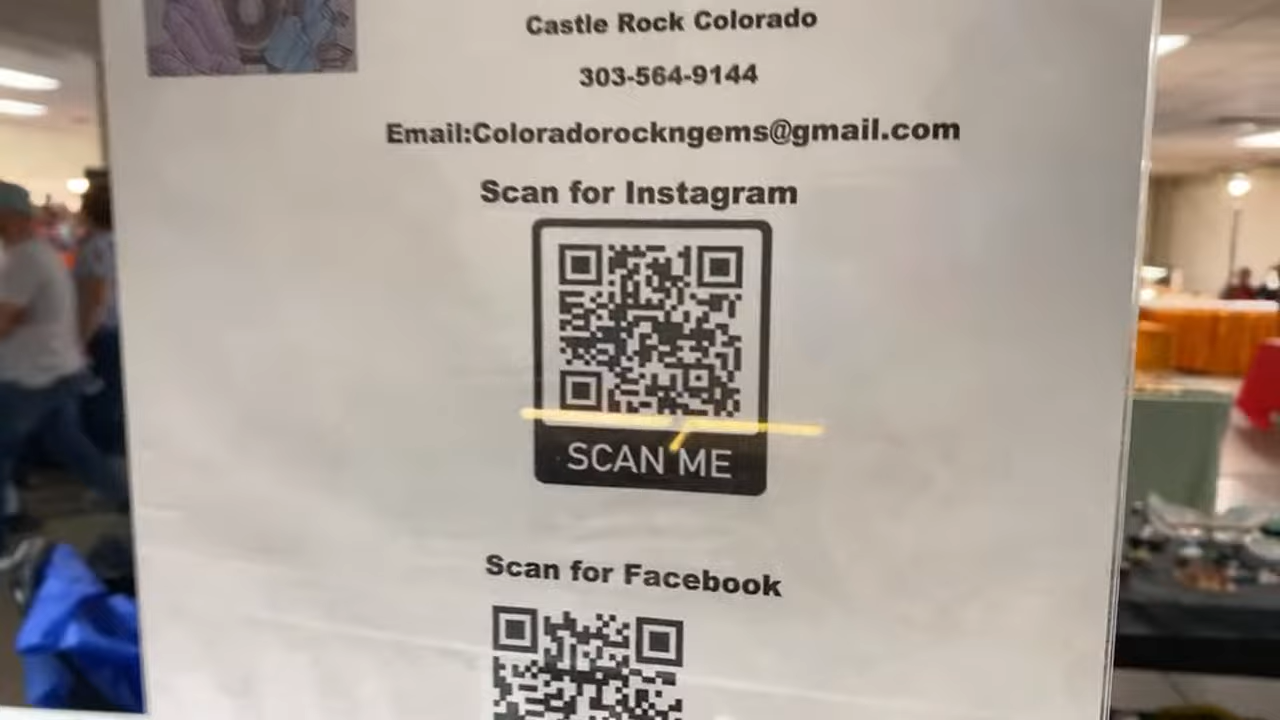 Castle Rock Colorado
303-564-9144
Email:Coloradorockngems@gmail.com
Scan for Instagram
SCAN ME
Scan for Facebook